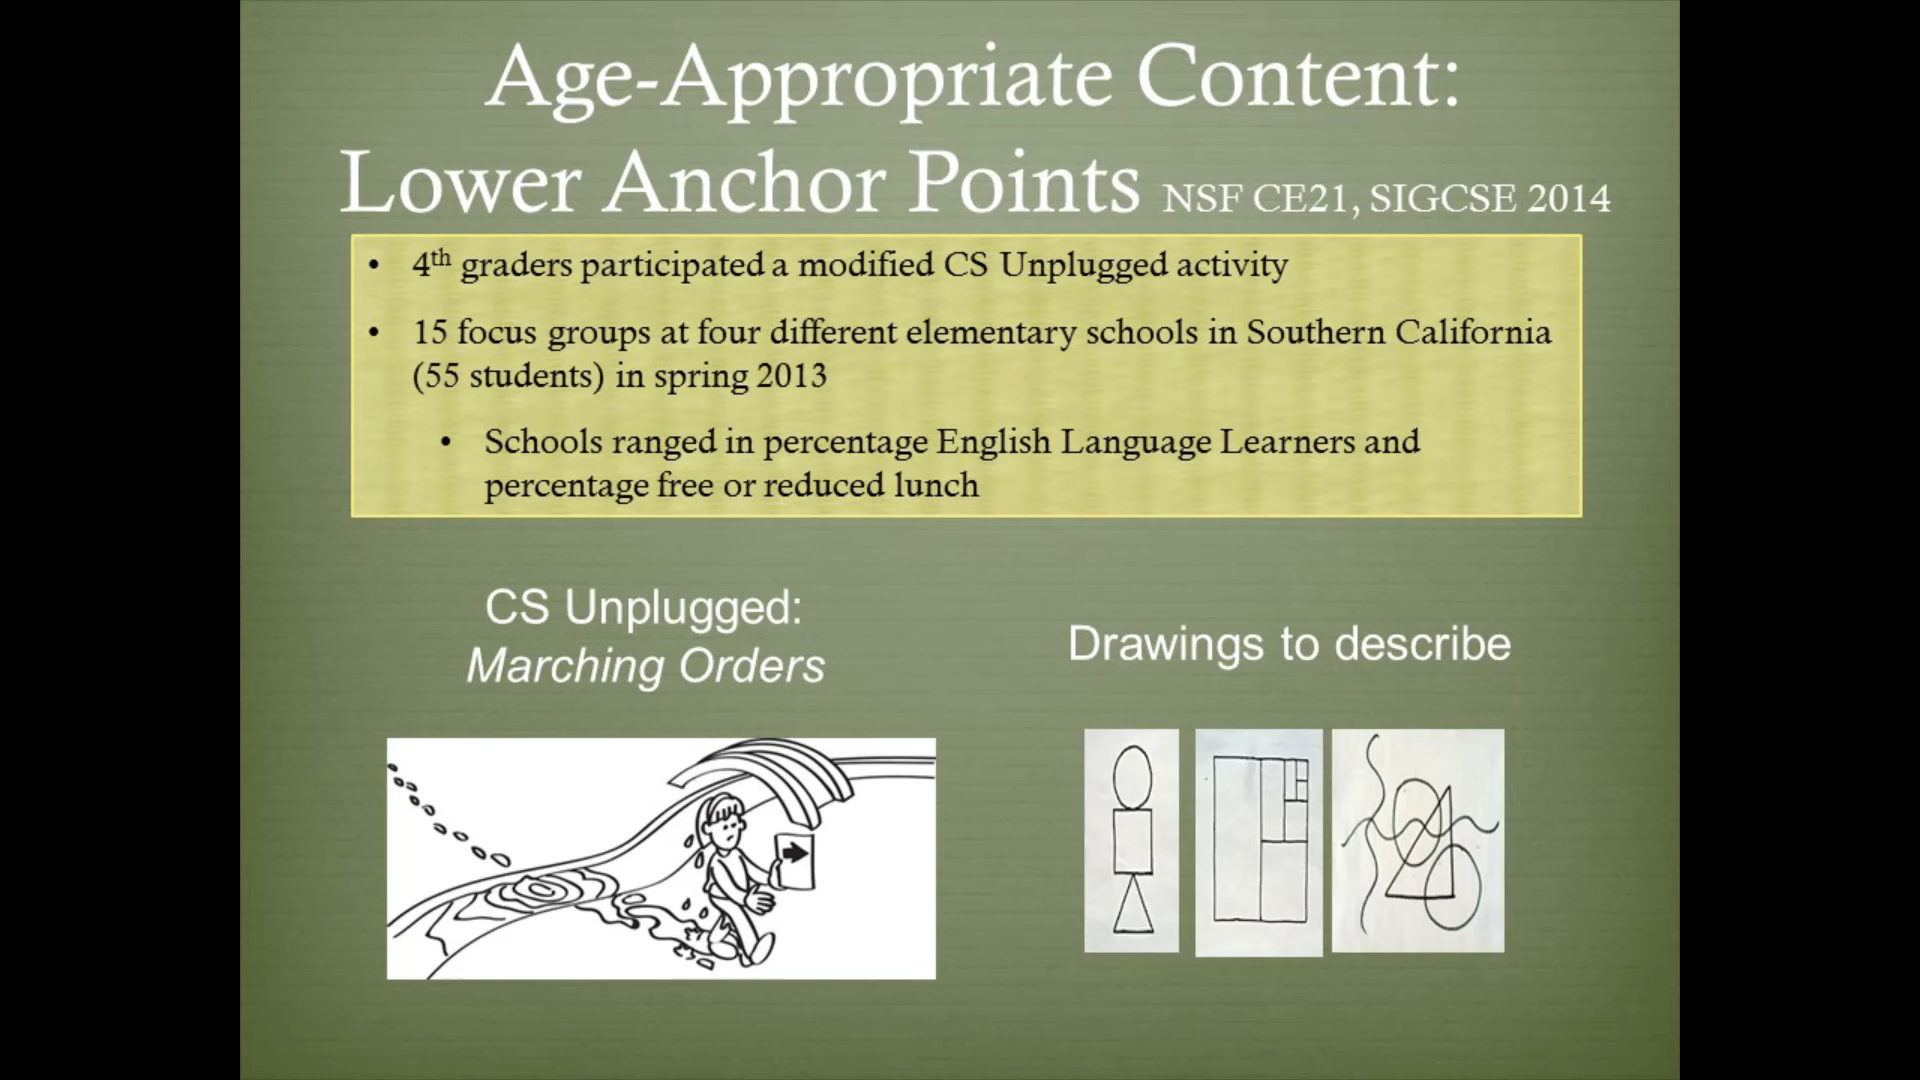 Age-Appropriate Content:
Lower Anchor Points NSF CE21, SIGCSE 2014
• 4th graders participated a modified CS Unplugged activity
• 15 focus groups at four different elementary schools in Southern California
(55 students) in spring 2013
• Schools ranged in percentage English Language Learners and
percentage free or reduced lunch
CS Unplugged:
Marching Orders
Drawings to describe